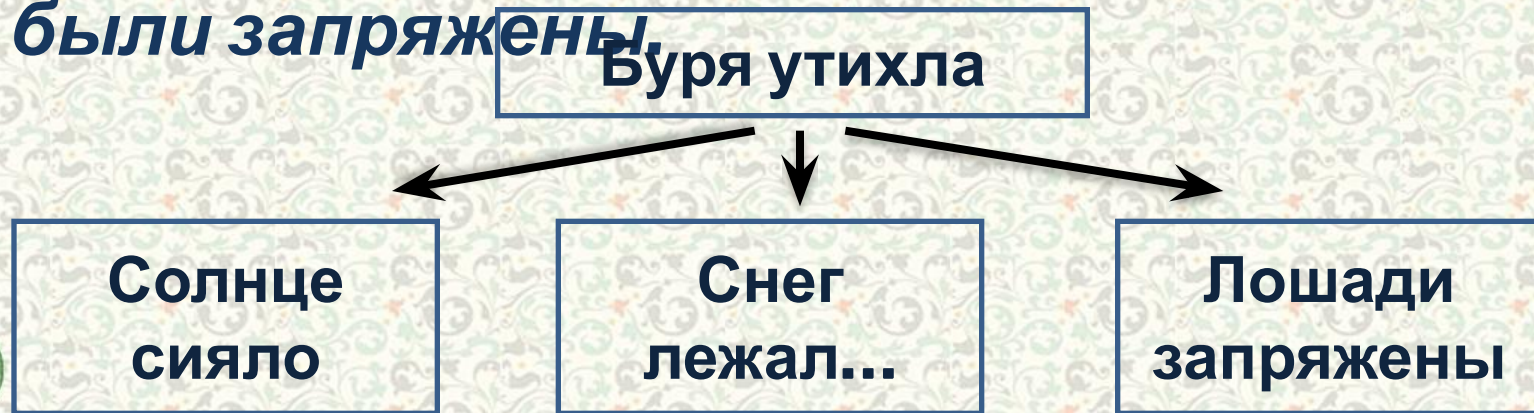 были запряжены.
Буря утихла
Солнце
сияло
Снег
лежал...
Лошади
запряжены